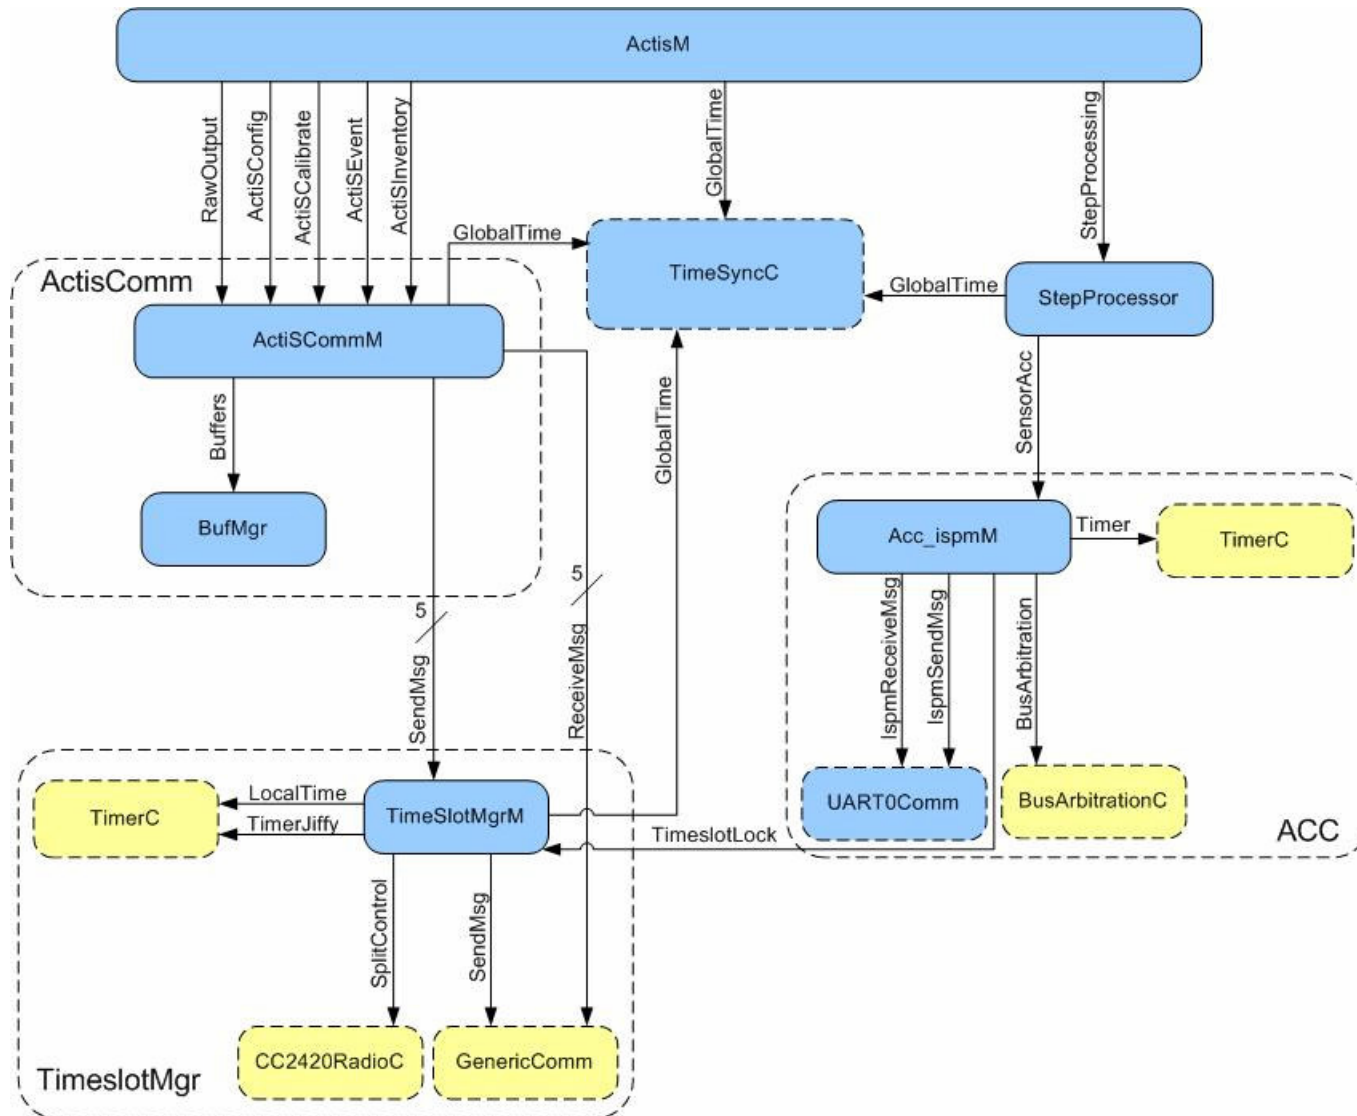 ActisM
RawOutput
ActiSConfig
ActiSCalibrate
ActiSEvent
ActiSInventory
GlobalTime
StepProcessing
GlobalTime
TimeSyncC
ActisComm
GlobalTime
StepProcessor
ActiSCommM
Buffers
GlobalTime
SensorAcc
BufMgr
Acc_ispmM
Timer
TimerC
5
5
SendMsg
ReceiveMsg
IspmReceiveMsg
IspmSendMsg
BusArbitration
TimerC
LocalTime
TimerJiffy
TimeSlotMgrM
UART0Comm
BusArbitrationC
TimeslotLock
ACC
SplitControl
SendMsg
CC2420RadioC
GenericComm
TimeslotMgr